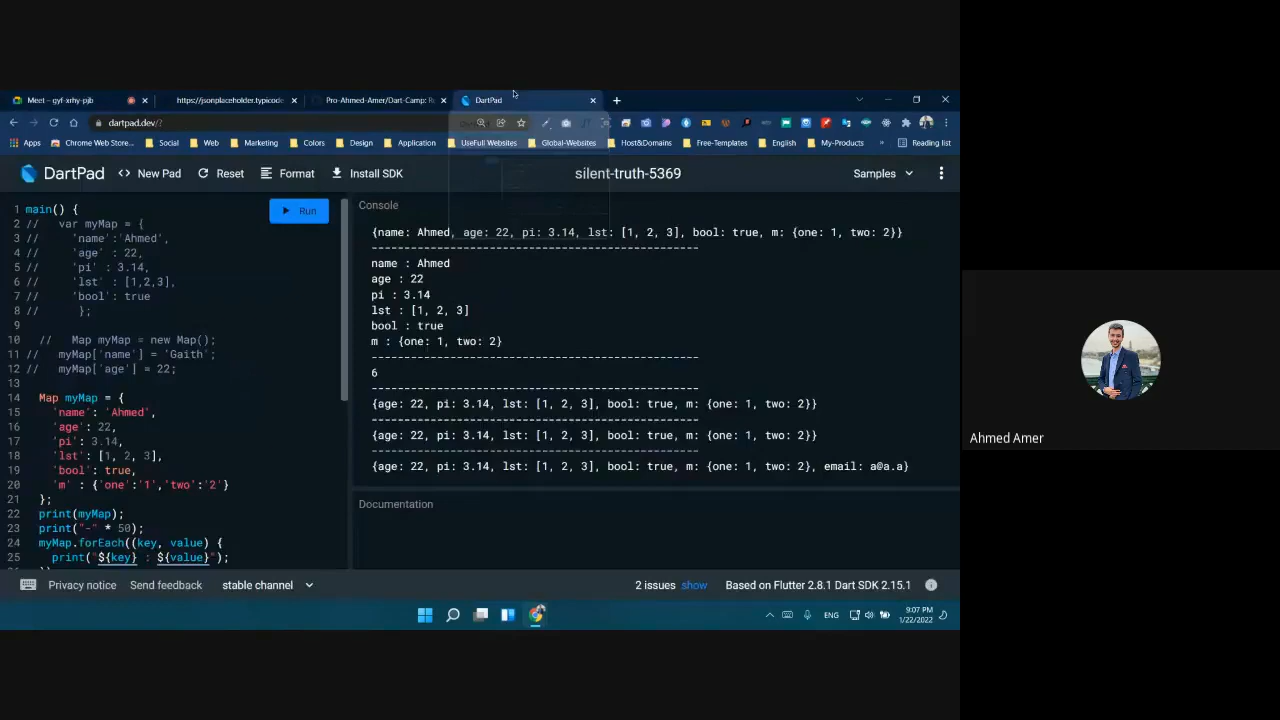 Meet – gyf-xrhy-pjb
https://jsonplaceholder.typicode
Pro-Ahmed-Amer/Dart-Camp: R
DartPad
dartpad.dev/?
Apps
Chrome Web Store...
Social
Web
Marketing
Colors
Design
Application
UseFull Websites
Global-Websites
Host&Domains
Free-Templates
English
My-Products
»
Reading list
DartPad
<> New Pad
Reset
Format
Install SDK
silent-truth-5369
Samples
Run
1 main() {
2 //   var myMap = {
3 //     'name':'Ahmed',
4 //     'age' : 22,
5 //     'pi' : 3.14,
6 //     'lst' : [1,2,3],
7 //     'bool': true
8 //      };
9
10   //   Map myMap = new Map();
11 //   myMap['name'] = 'Gaith';
12 //   myMap['age'] = 22;
13
14   Map myMap = {
15     'name': 'Ahmed',
16     'age': 22,
17     'pi': 3.14,
18     'lst': [1, 2, 3],
19     'bool': true,
20     'm' : {'one':'1','two':'2'}
21   };
22   print(myMap);
23   print("-" * 50);
24   myMap.forEach((key, value) {
25     print("${key} : ${value}");
Console
{name: Ahmed, age: 22, pi: 3.14, lst: [1, 2, 3], bool: true, m: {one: 1, two: 2}}
--------------------------------------------------
name : Ahmed
age : 22
pi : 3.14
lst : [1, 2, 3]
bool : true
m : {one: 1, two: 2}
--------------------------------------------------
6
--------------------------------------------------
{age: 22, pi: 3.14, lst: [1, 2, 3], bool: true, m: {one: 1, two: 2}}
--------------------------------------------------
{age: 22, pi: 3.14, lst: [1, 2, 3], bool: true, m: {one: 1, two: 2}}
--------------------------------------------------
{age: 22, pi: 3.14, lst: [1, 2, 3], bool: true, m: {one: 1, two: 2}, email: a@a.a}
Documentation
Privacy notice
Send feedback
stable channel
2 issues show
Based on Flutter 2.8.1 Dart SDK 2.15.1
ENG
9:07 PM
1/22/2022
Ahmed Amer